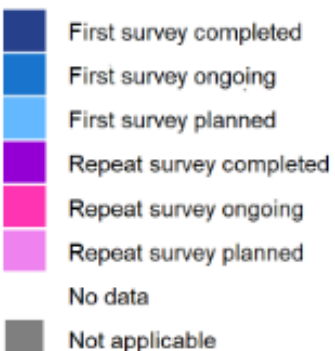 First survey completed
First survey ongoing
First survey planned
Repeat survey completed
Repeat survey ongoing
Repeat survey planned
No data
Not applicable